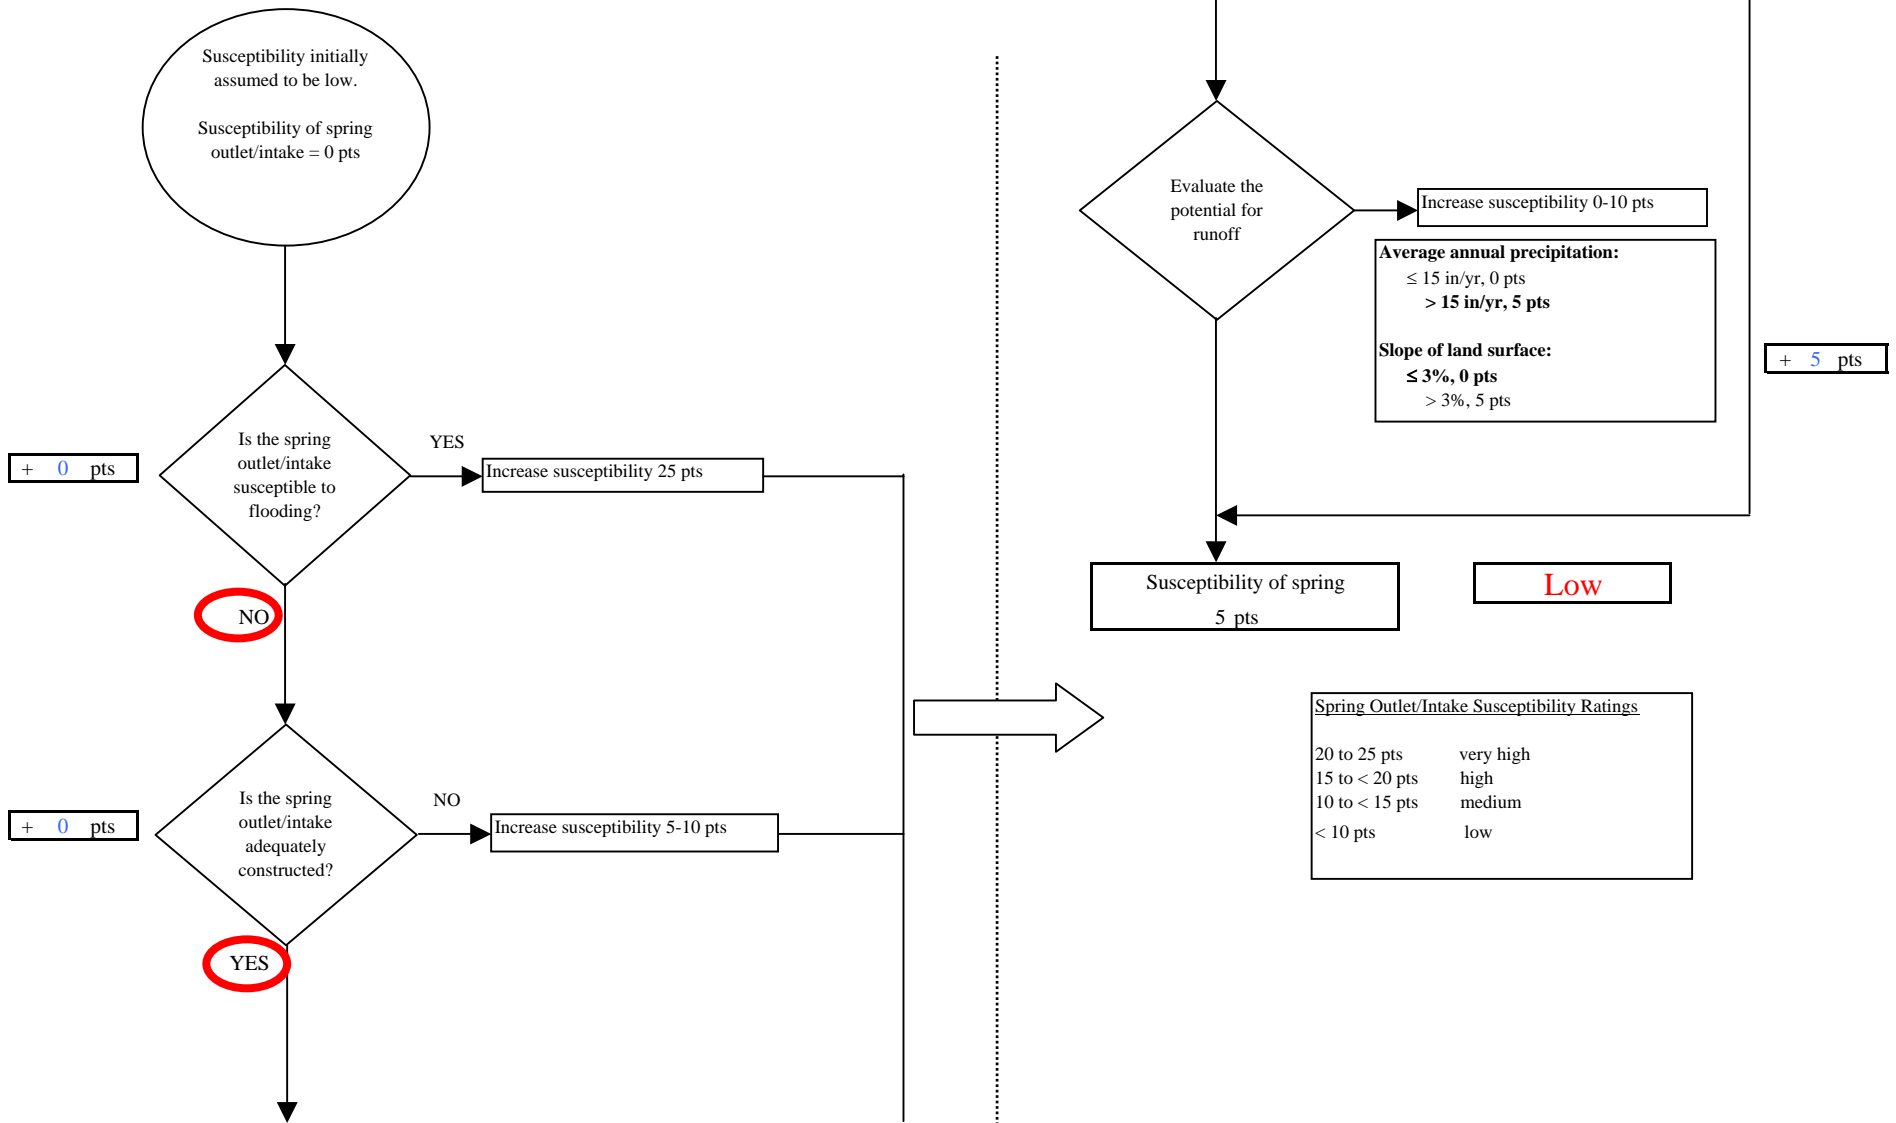 Susceptibility initially
assumed to be low.
Susceptibility of spring
outlet/intake = 0 pts
+ 0 pts
Is the spring
outlet/intake
susceptible to
flooding?
YES
Increase susceptibility 25 pts
NO
+ 0 pts
Is the spring
outlet/intake
adequately
constructed?
NO
Increase susceptibility 5-10 pts
YES
Evaluate the
potential for
runoff
Increase susceptibility 0-10 pts
Average annual precipitation:
≤ 15 in/yr, 0 pts
> 15 in/yr, 5 pts
Slope of land surface:
≤ 3%, 0 pts
> 3%, 5 pts
+ 5 pts
Susceptibility of spring
5 pts
Low
Spring Outlet/Intake Susceptibility Ratings
20 to 25 pts very high
15 to < 20 pts high
10 to < 15 pts medium
< 10 pts low